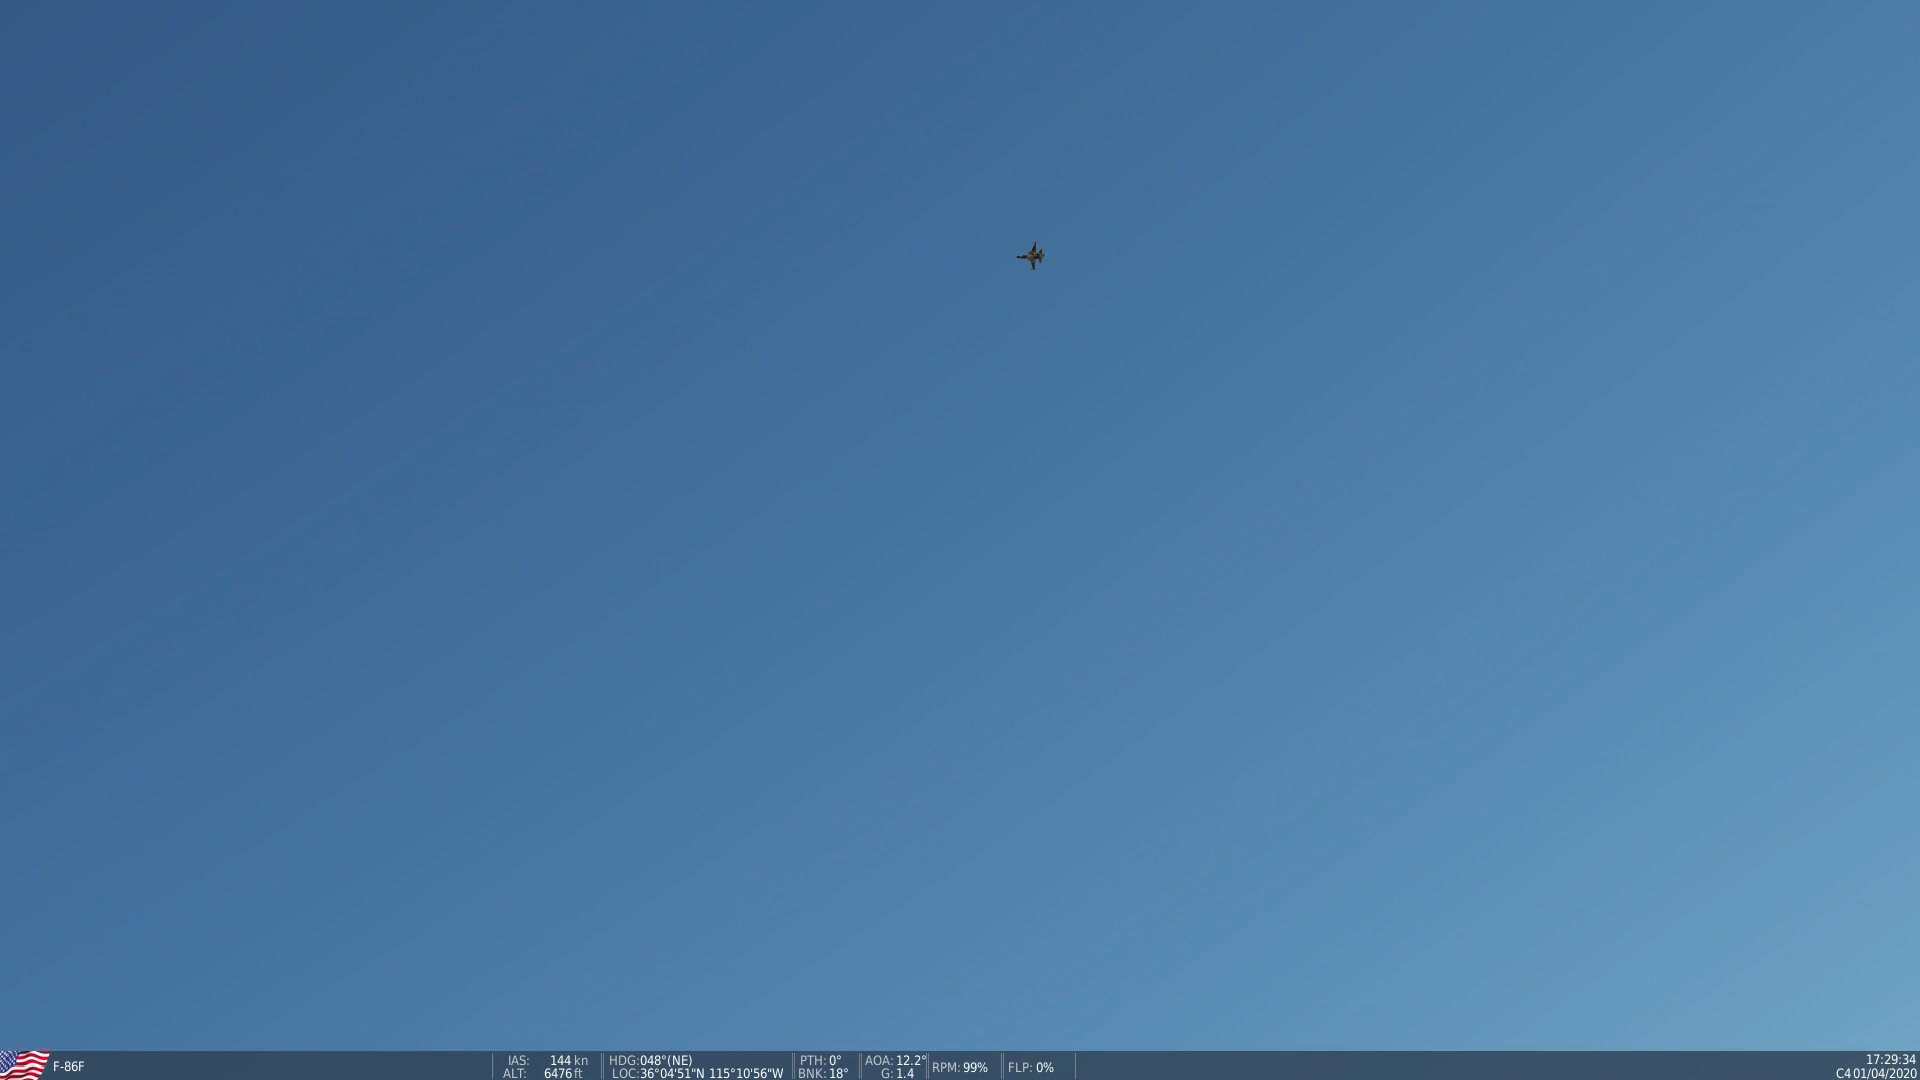 F-86F
IAS: 144 kn
ALT: 6476 ft
HDG:048°(NE)
LOC:36°04'51"N 115°10'56"W
PTH: 0°
BNK: 18°
AOA: 12.2°
G: 1.4
RPM: 99%
FLP: 0%
17:29:34
C4 01/04/2020